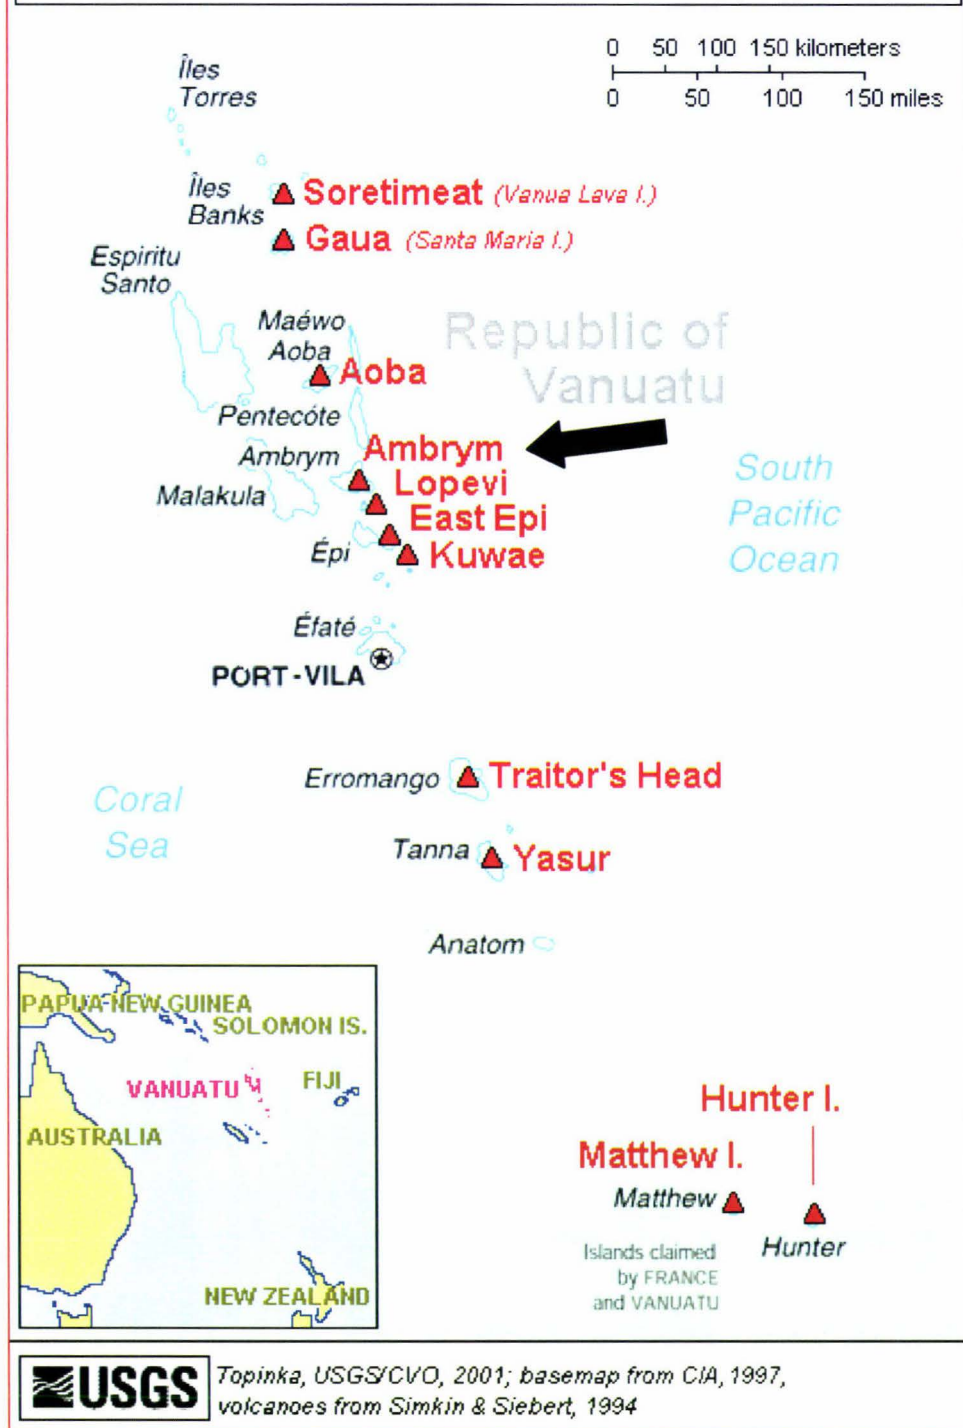 0 50 100 150 kilometers
0 50 100 150 miles
Îles
Torres
Îles
Banks
Soretimeat (Vanua Lava I.)
Gaua (Santa Maria I.)
Espiritu
Santo
Maéwo
Aoba
Aoba
Republic of
Vanuatu
Pentecóte
Ambrym
Ambrym
Malakula
Lopevi
East Epi
Épi
Kuwae
South
Pacific
Ocean
Éfaté
PORT-VILA
Erromango
Traitor's Head
Coral
Sea
Tanna
Yasur
Anatom
PAPUA NEW GUINEA
SOLOMON IS.
VANUATU
FIJI
AUSTRALIA
NEW ZEALAND
Hunter I.
Matthew I.
Matthew
Hunter
Islands claimed
by FRANCE
and VANUATU
USGS
Topinka, USGS/CVO, 2001; basemap from CIA, 1997,
volcanoes from Simkin & Siebert, 1994